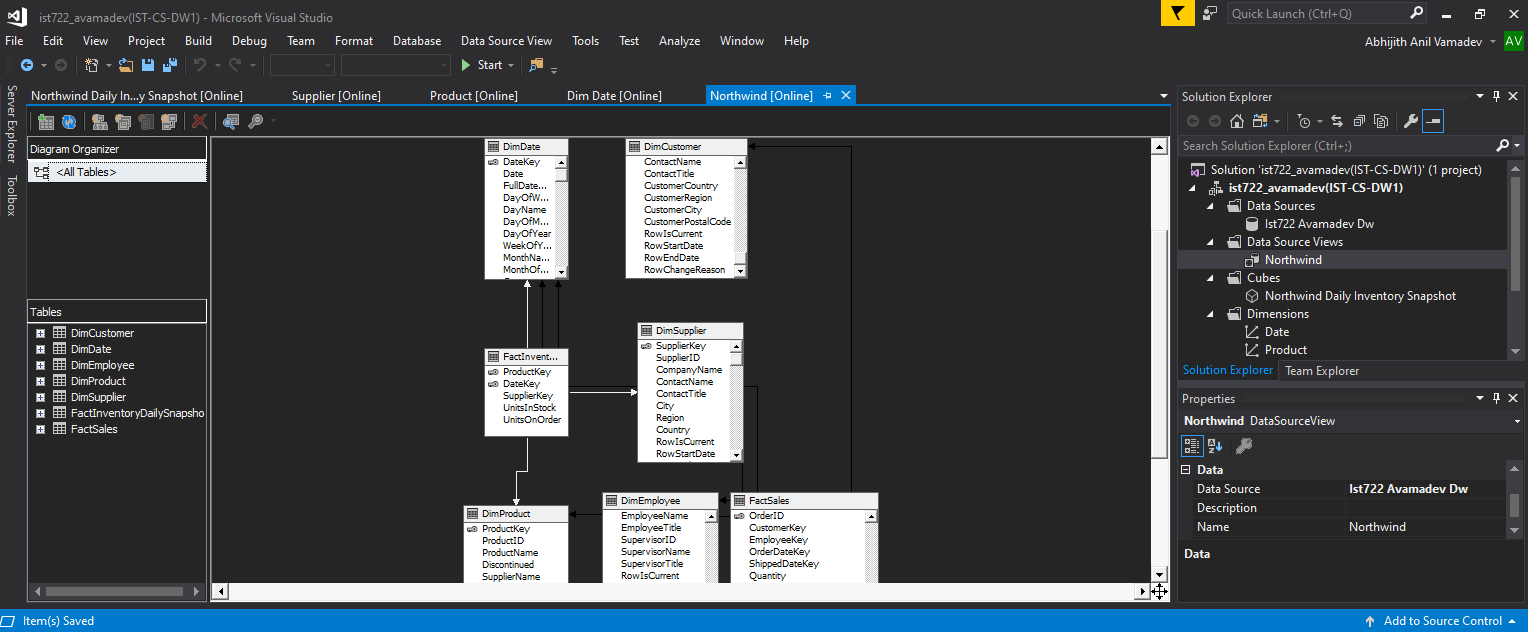 ist722_avamadev(IST-CS-DW1) - Microsoft Visual Studio
Quick Launch (Ctrl+Q)
File Edit View Project Build Debug Team Format Database Data Source View Tools Test Analyze Window Help
Abhijith Anil Vamadev AV
Start
Server Explorer
Toolbox
Northwind Daily In...y Snapshot [Online] Supplier [Online] Product [Online] Dim Date [Online] Northwind [Online]
Diagram Organizer
<All Tables>
Tables
DimCustomer
DimDate
DimEmployee
DimProduct
DimSupplier
FactInventoryDailySnapsho
FactSales
DimDate
DateKey
Date
FullDate...
DayOfW...
DayName
DayOfM...
DayOfYear
WeekOfY...
MonthNa...
MonthOf...
DimCustomer
ContactName
ContactTitle
CustomerCountry
CustomerRegion
CustomerCity
CustomerPostalCode
RowIsCurrent
RowStartDate
RowEndDate
RowChangeReason
FactInvent...
ProductKey
DateKey
SupplierKey
UnitsInStock
UnitsOnOrder
DimSupplier
SupplierKey
SupplierID
CompanyName
ContactName
ContactTitle
City
Region
Country
RowIsCurrent
RowStartDate
DimProduct
ProductKey
ProductID
ProductName
Discontinued
SupplierName
DimEmployee
EmployeeName
EmployeeTitle
SupervisorID
SupervisorName
SupervisorTitle
RowIsCurrent
FactSales
OrderID
CustomerKey
EmployeeKey
OrderDateKey
ShippedDateKey
Quantity
Solution Explorer
Search Solution Explorer (Ctrl+;)
Solution 'ist722_avamadev(IST-CS-DW1)' (1 project)
ist722_avamadev(IST-CS-DW1)
Data Sources
Ist722 Avamadev Dw
Data Source Views
Northwind
Cubes
Northwind Daily Inventory Snapshot
Dimensions
Date
Product
Solution Explorer Team Explorer
Properties
Northwind DataSourceView
Data
Data Source Ist722 Avamadev Dw
Description
Name Northwind
Data
Item(s) Saved
Add to Source Control